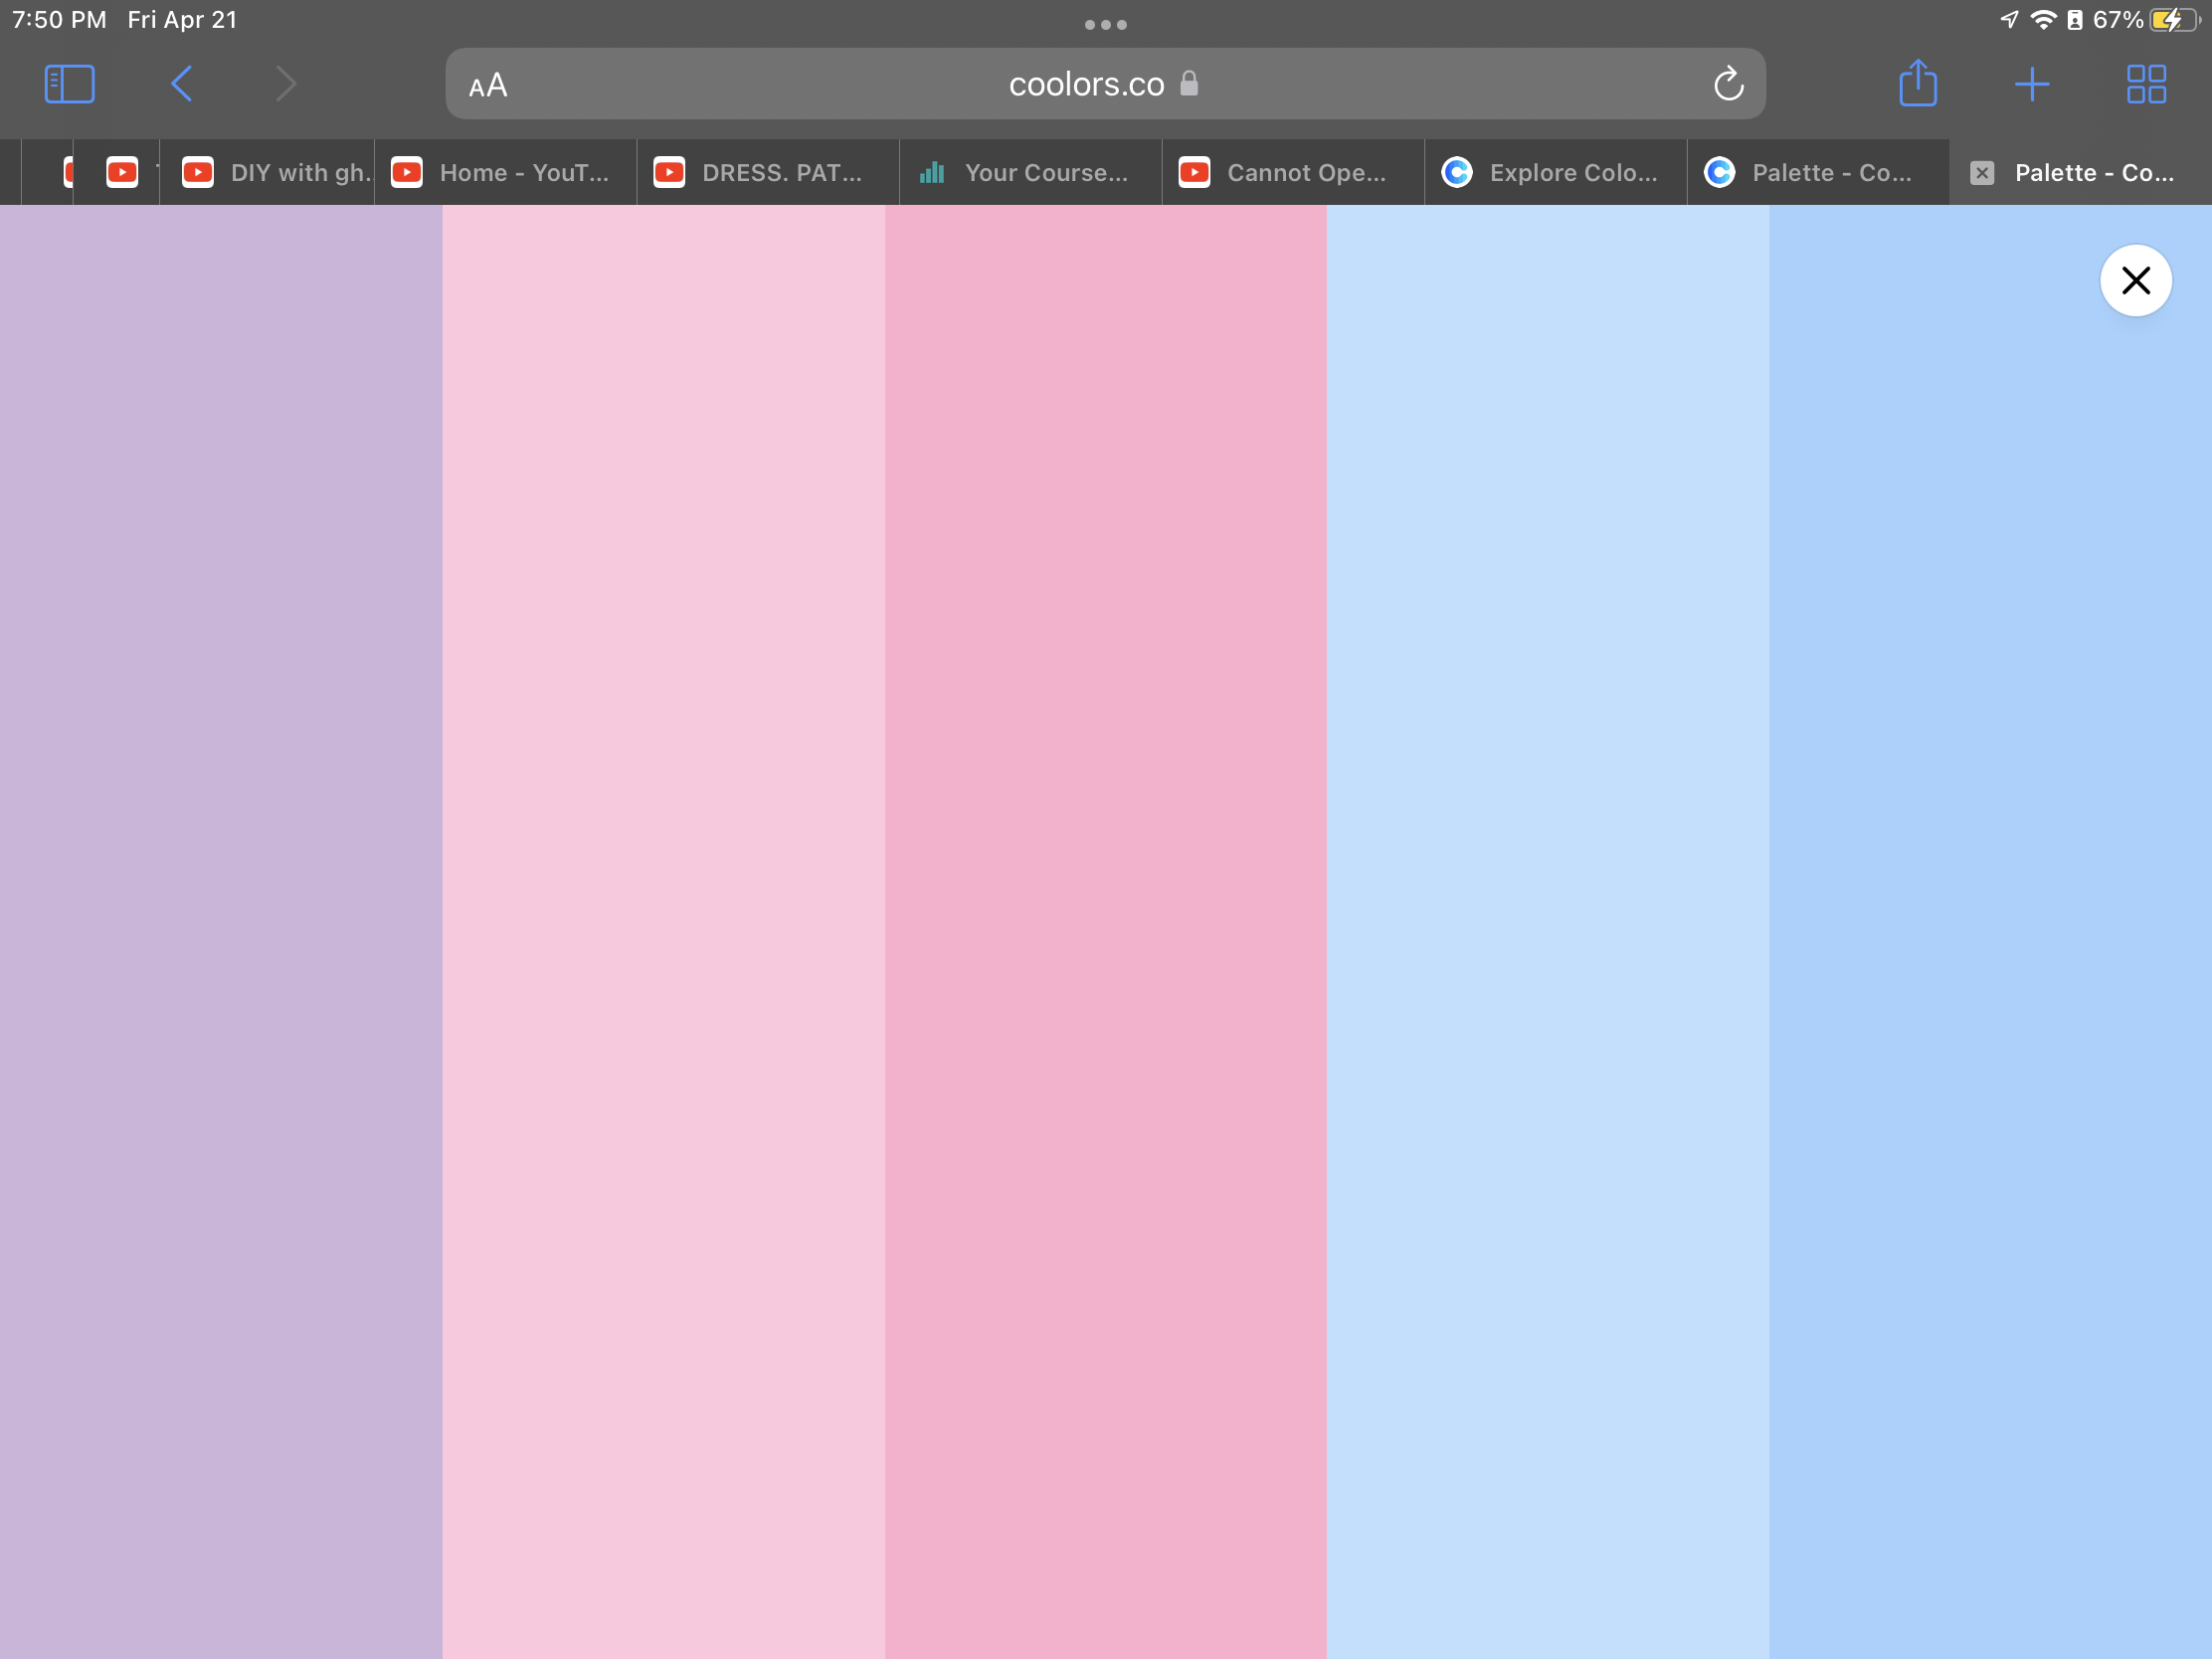 7:50 PM Fri Apr 21
67%
AA coolors.co
DIY with gh.
Home - YouT...
DRESS. PAT...
Your Course...
Cannot Ope...
Explore Colo...
Palette - Co...
Palette - Co...